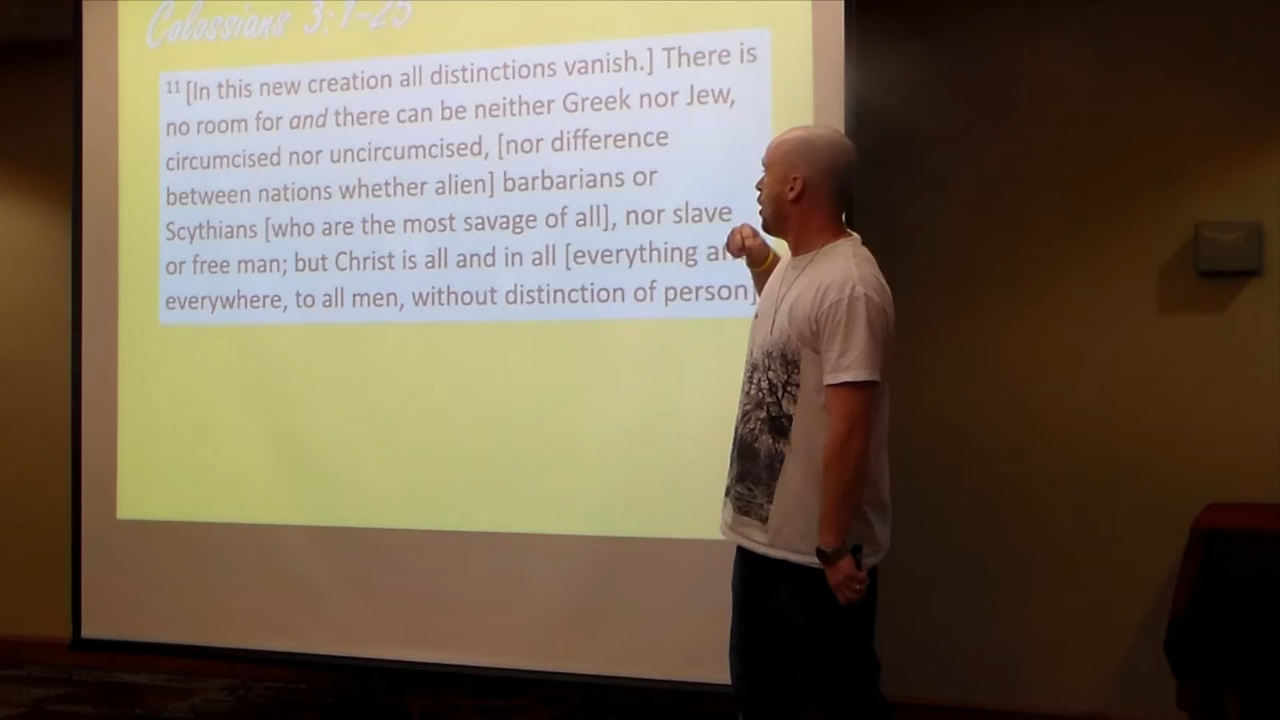 Colossians 3:1-25
11 [In this new creation all distinctions vanish.] There is
no room for and there can be neither Greek nor Jew,
circumcised nor uncircumcised, [nor difference
between nations whether alien] barbarians or
Scythians [who are the most savage of all], nor slave
or free man; but Christ is all and in all [everything
everywhere, to all men, without distinction of person]